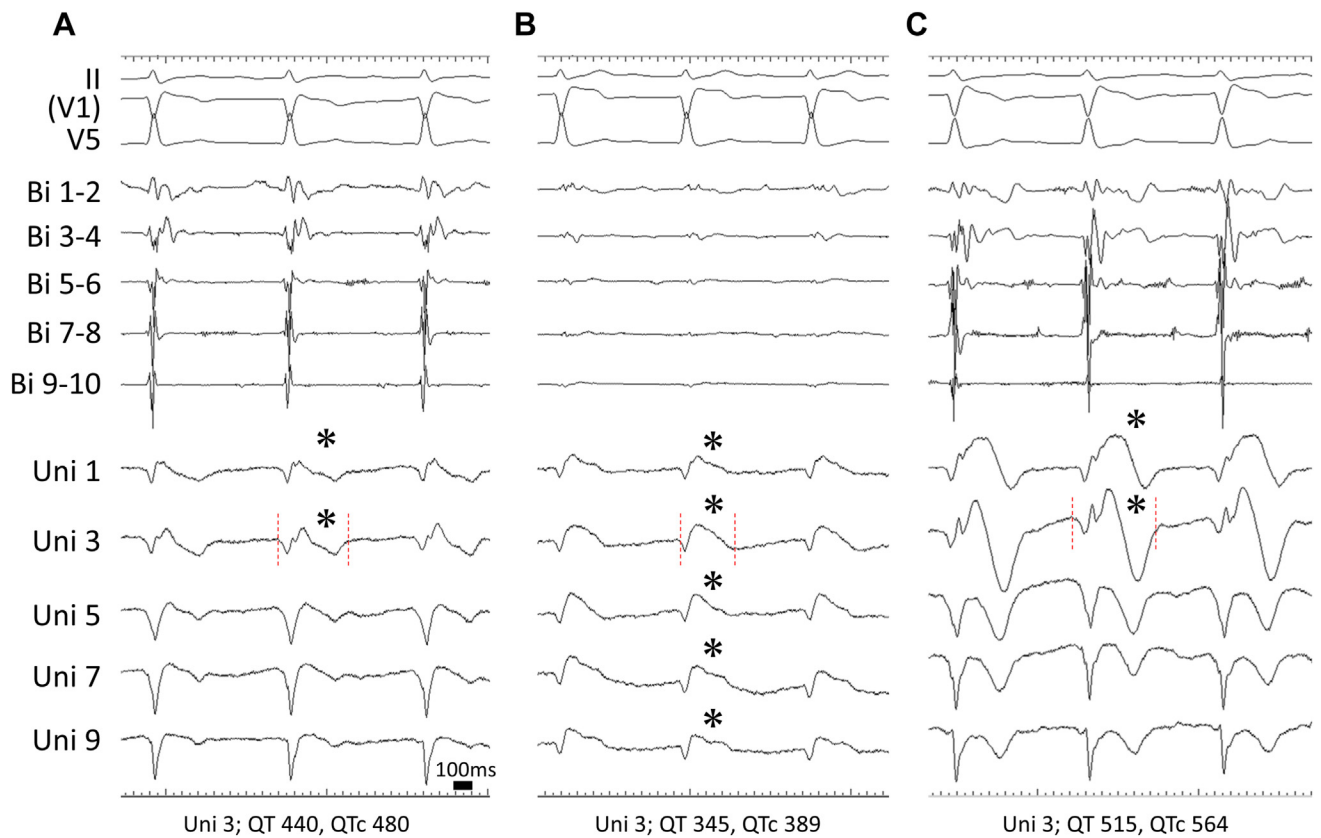 A B C
II
(V1)
V5
Bi 1-2
Bi 3-4
Bi 5-6
Bi 7-8
Bi 9-10
* * *
Uni 1
* * *
Uni 3
*
Uni 5
*
Uni 7
*
Uni 9
100ms
Uni 3; QT 440, QTc 480 Uni 3; QT 345, QTc 389 Uni 3; QT 515, QTc 564